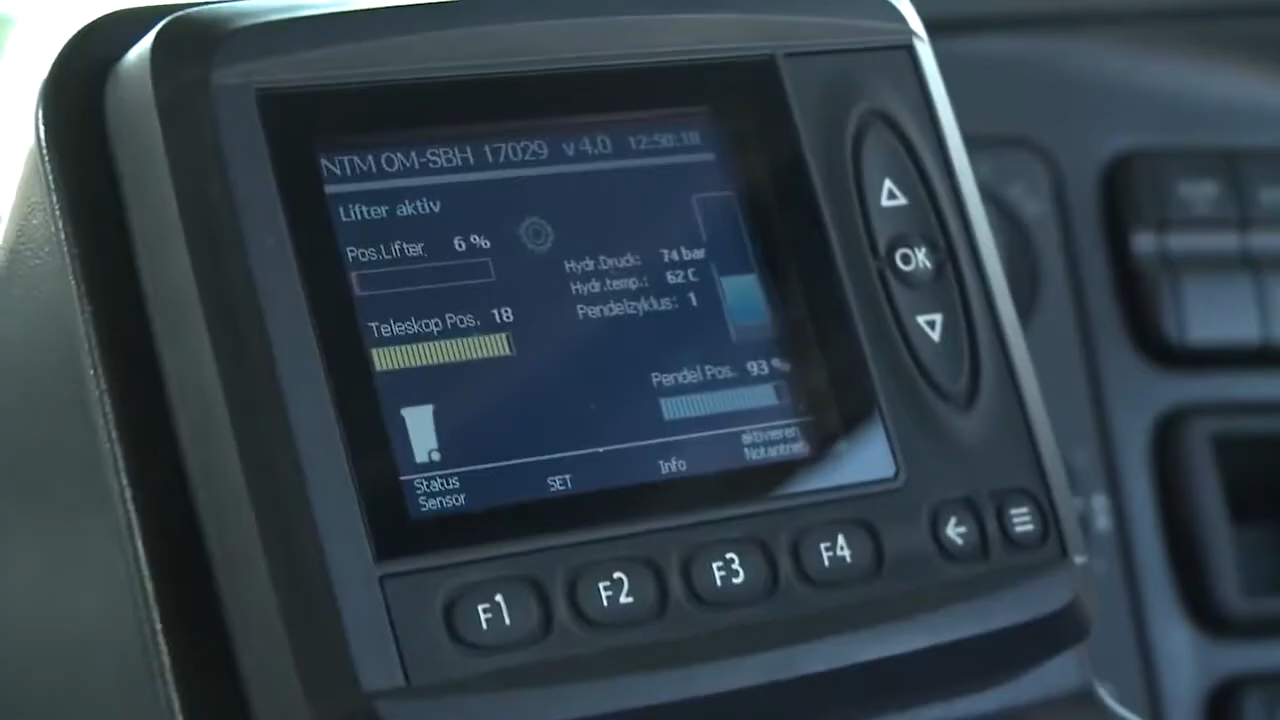 NTM OM-SBH 17029 v 4.0 12:50:18
Lifter aktiv
Pos.Lifter. 6 %
Hydr.Druck: 74 bar
Hydr.temp.: 62 C
Pendelzyklus: 1
Teleskop Pos. 18
Pendel Pos. 93 %
Status
Sensor
SET
Info
aktivieren
Notantrieb
OK
F1 F2 F3 F4